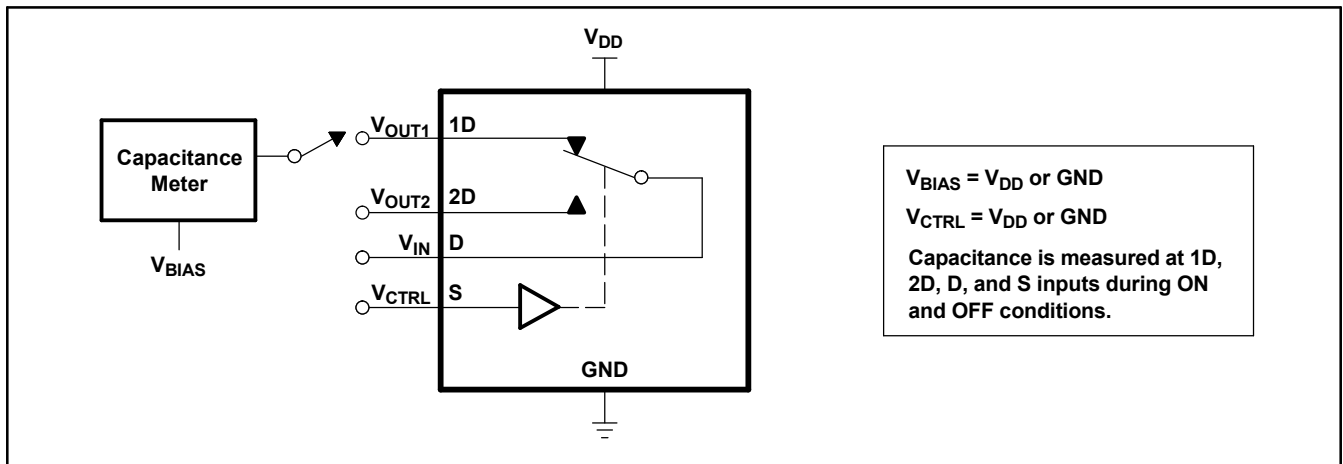 VDD
Capacitance
Meter
VBIAS
VOUT1 1D
VOUT2 2D
VIN D
VCTRL S
GND
VBIAS = VDD or GND
VCTRL = VDD or GND
Capacitance is measured at 1D,
2D, D, and S inputs during ON
and OFF conditions.